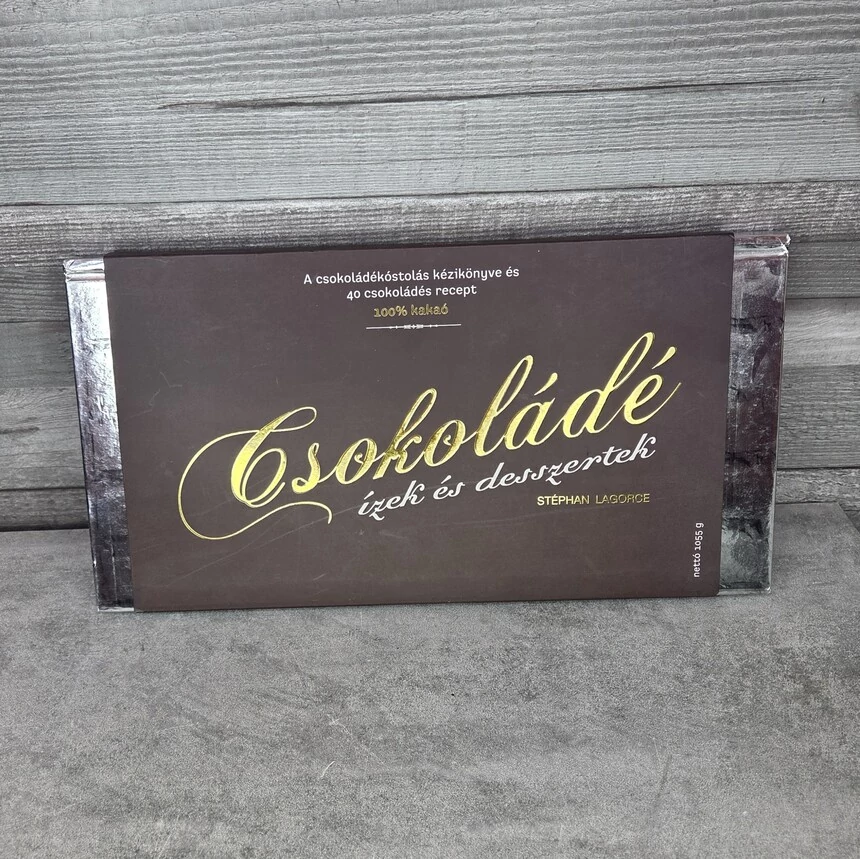 A csokoládékóstolás kézikönyve és
40 csokoládés recept
100% kakaó
Csokoládé
ízek és desszertek
STÉPHAN LAGORCE
nettó 1055 g